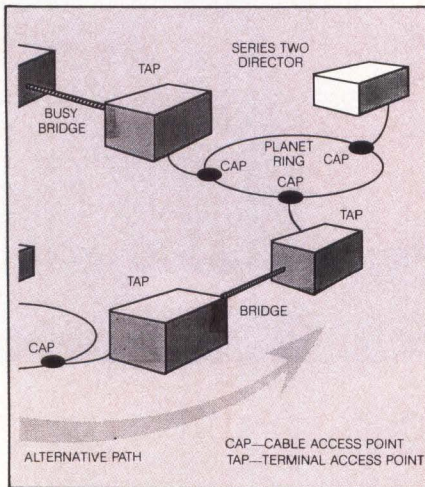 SERIES TWO
DIRECTOR
TAP
BUSY
BRIDGE
PLANET
RING
CAP
CAP
CAP
TAP
TAP
BRIDGE
CAP
ALTERNATIVE PATH
CAP—CABLE ACCESS POINT
TAP—TERMINAL ACCESS POINT